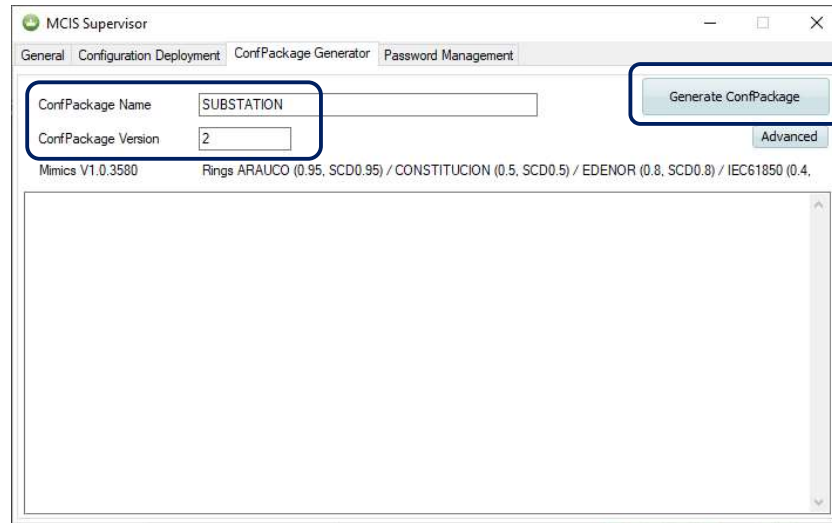 MCIS Supervisor
General Configuration Deployment ConfPackage Generator Password Management
ConfPackage Name SUBSTATION Generate ConfPackage
ConfPackage Version 2 Advanced
Mimics V1.0.3580 Rings ARAUCO (0.95, SCD0.95) / CONSTITUCION (0.5, SCD0.5) / EDENOR (0.8, SCD0.8) / IEC61850 (0.4,